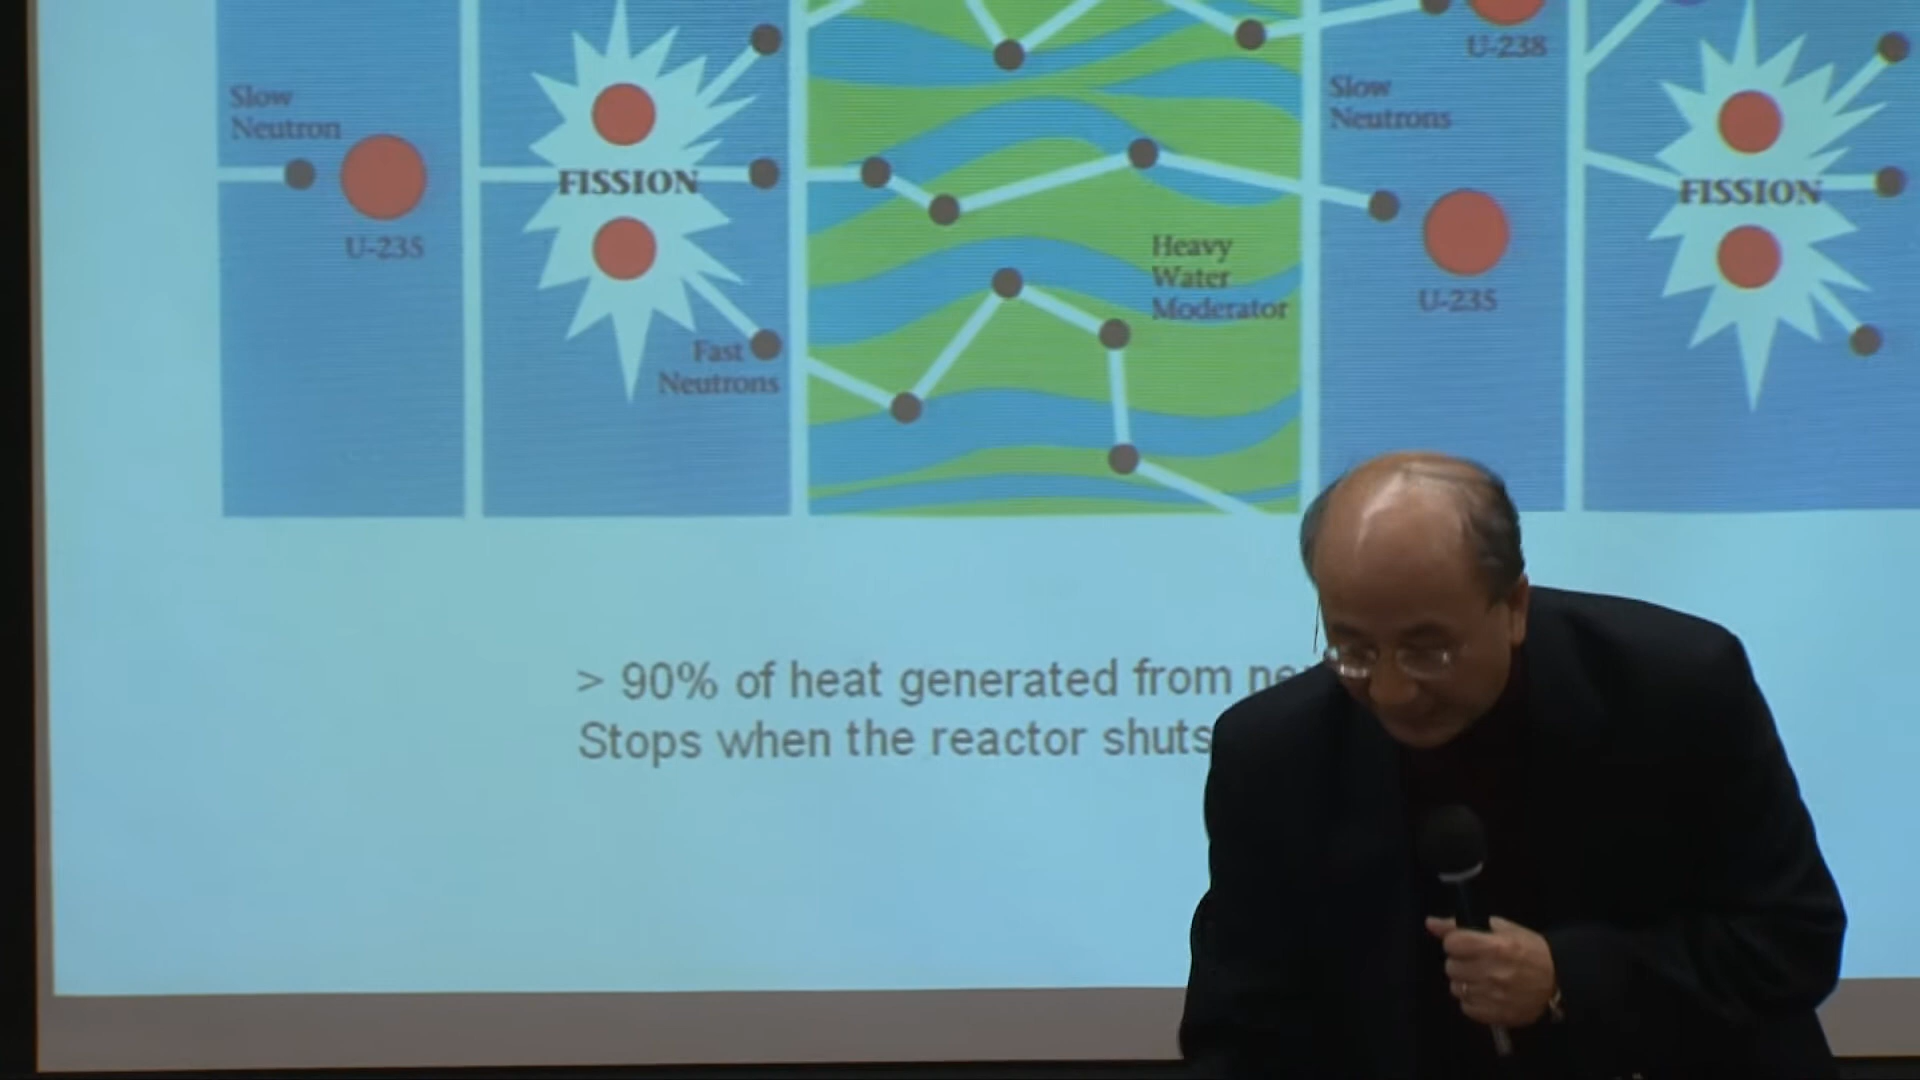 Slow
Neutron
U-235
FISSION
Fast
Neutrons
Heavy
Water
Moderator
U-238
Slow
Neutrons
U-235
FISSION
> 90% of heat generated from
Stops when the reactor shuts